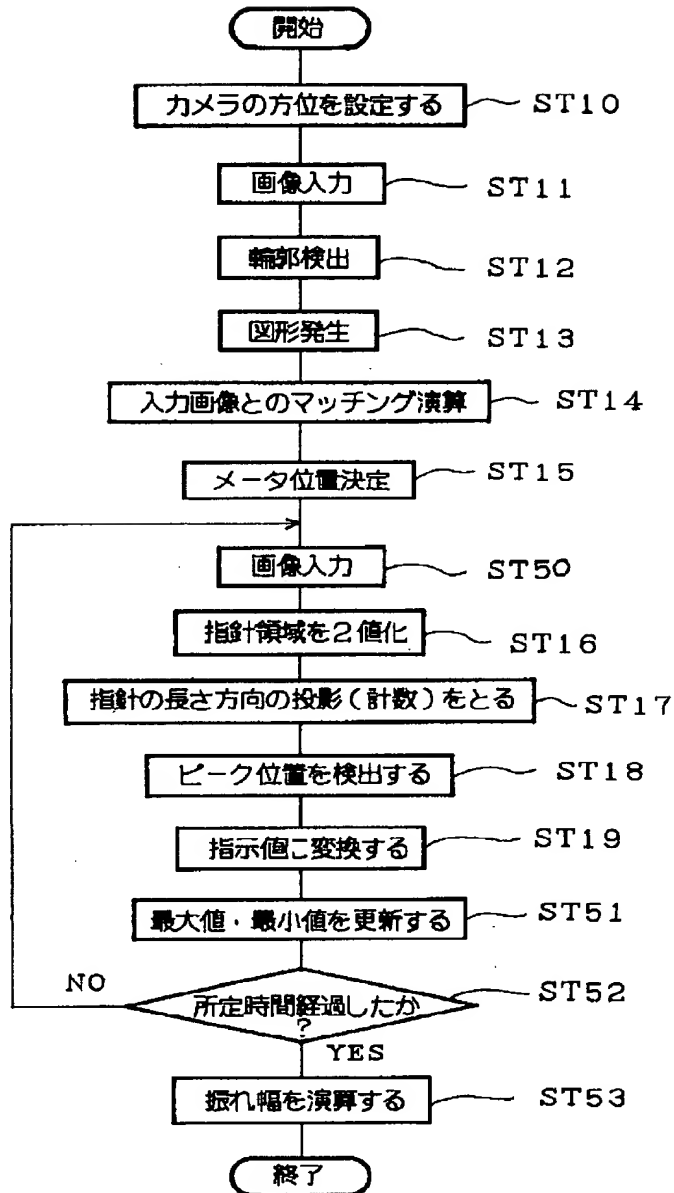 開始
カメラの方位を設定する ST10
画像入力 ST11
輪郭検出 ST12
図形発生 ST13
入力画像とのマッチング演算 ST14
メータ位置決定 ST15
画像入力 ST50
指針領域を2値化 ST16
指針の長さ方向の投影(計数)をとる ST17
ピーク位置を検出する ST18
指示値に変換する ST19
最大値・最小値を更新する ST51
NO
所定時間経過したか ST52
?
YES
振れ幅を演算する ST53
終了